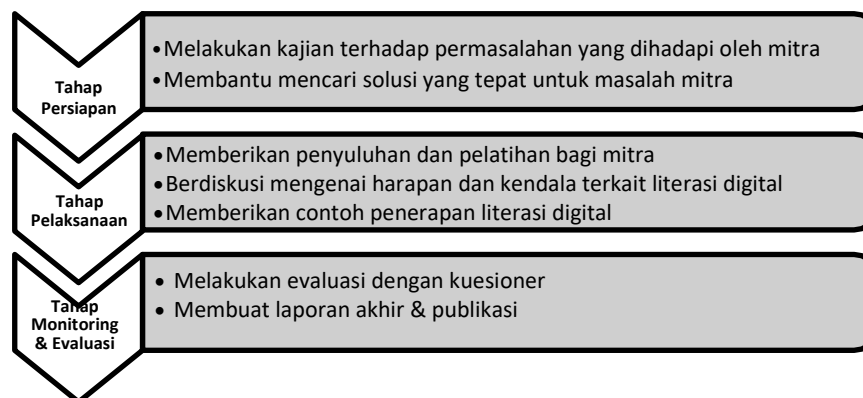 Tahap
Persiapan
•Melakukan kajian terhadap permasalahan yang dihadapi oleh mitra
•Membantu mencari solusi yang tepat untuk masalah mitra
Tahap
Pelaksanaan
•Memberikan penyuluhan dan pelatihan bagi mitra
•Berdiskusi mengenai harapan dan kendala terkait literasi digital
•Memberikan contoh penerapan literasi digital
Tahap
Monitoring
& Evaluasi
• Melakukan evaluasi dengan kuesioner
• Membuat laporan akhir & publikasi